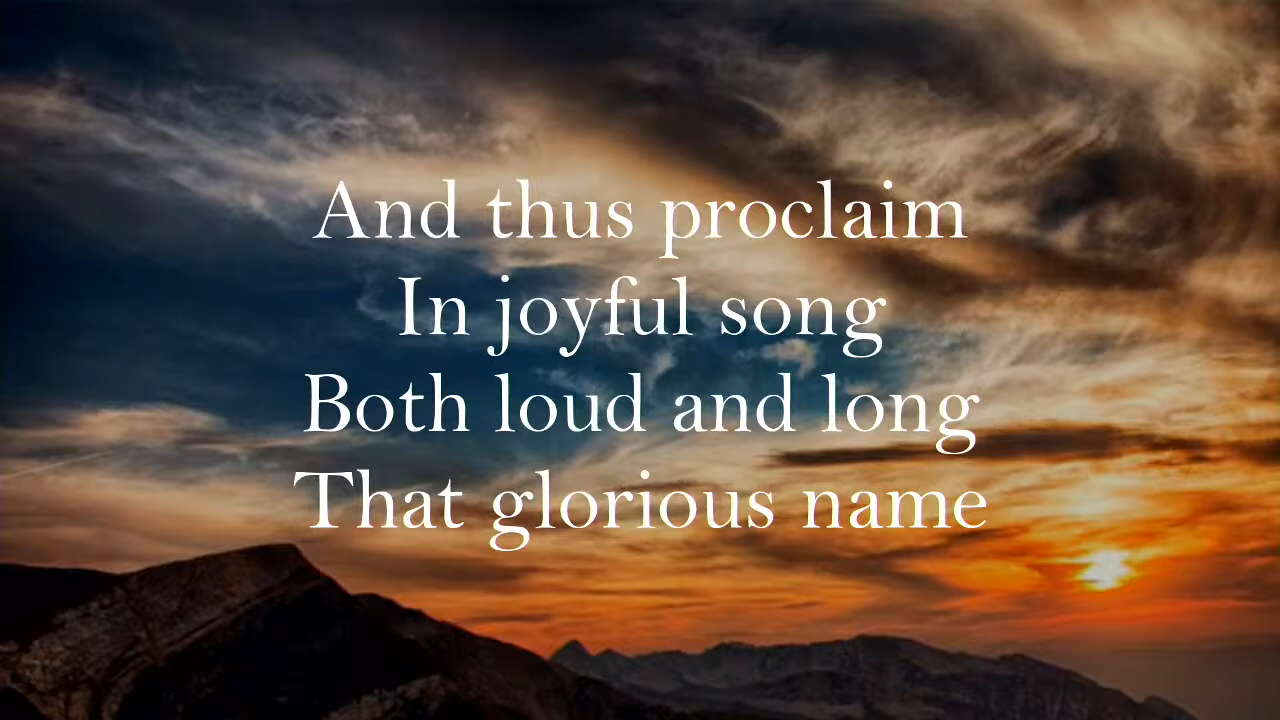 And thus proclaim
In joyful song
Both loud and long
That glorious name